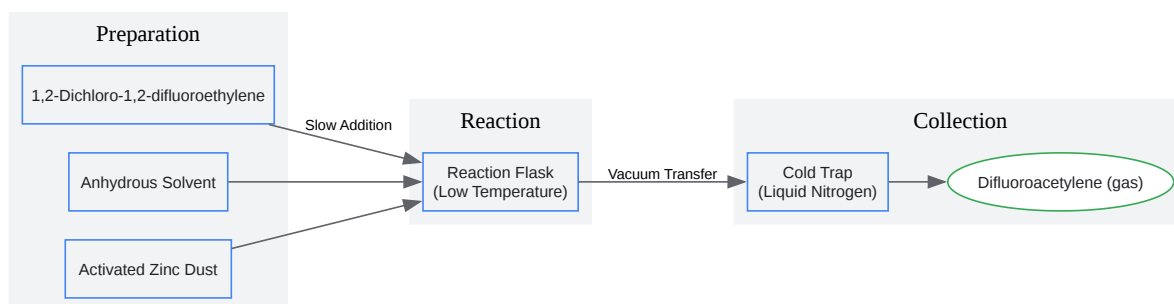 Preparation
1,2-Dichloro-1,2-difluoroethylene
Anhydrous Solvent
Activated Zinc Dust
Slow Addition
Reaction
Reaction Flask
(Low Temperature)
Vacuum Transfer
Collection
Cold Trap
(Liquid Nitrogen)
Difluoroacetylene (gas)